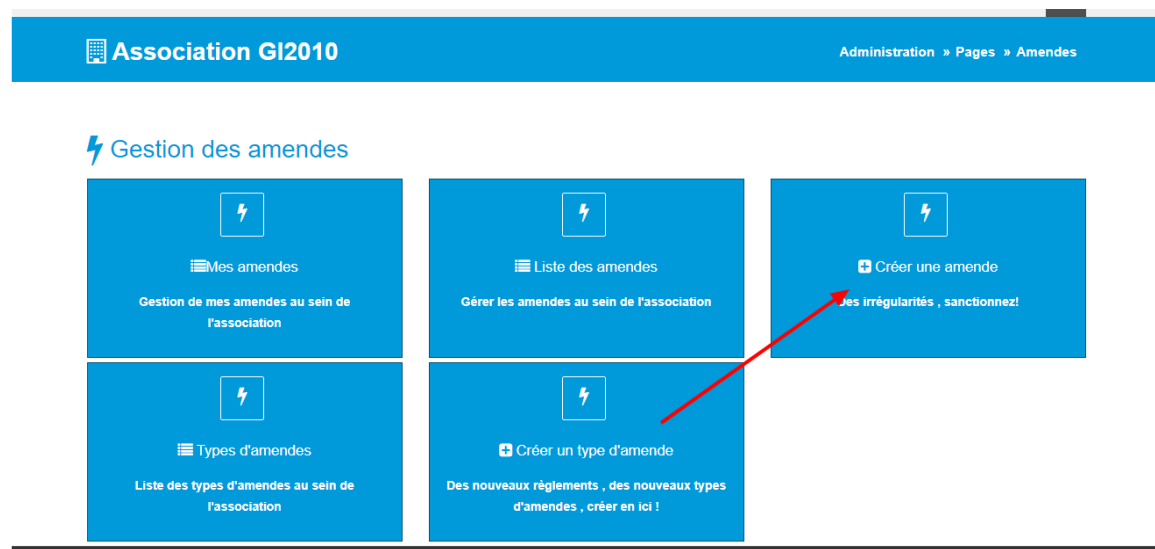 Association GI2010
Administration » Pages » Amendes
Gestion des amendes
Mes amendes
Gestion de mes amendes au sein de
l'association
Liste des amendes
Gérer les amendes au sein de l'association
Créer une amende
Des irrégularités , sanctionnez!
Types d'amendes
Liste des types d'amendes au sein de
l'association
Créer un type d'amende
Des nouveaux règlements , des nouveaux types
d'amendes , créer en ici !